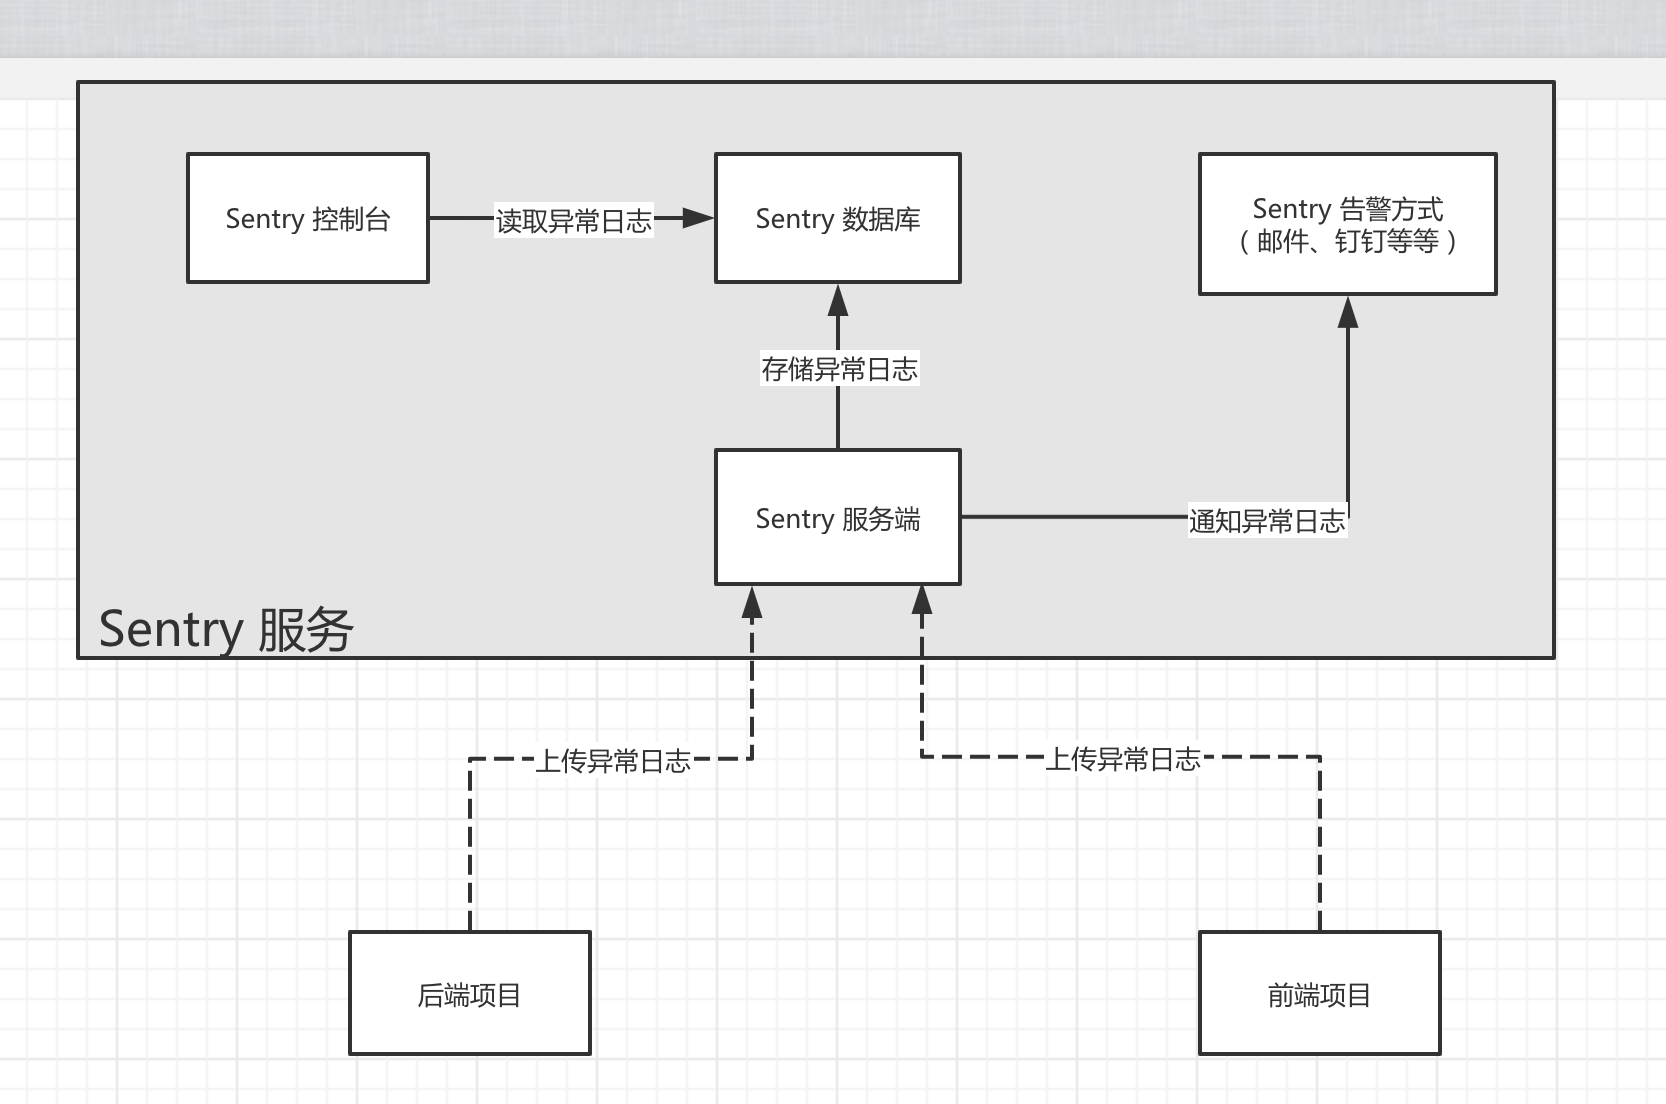 Sentry 控制台
读取异常日志
Sentry 数据库
Sentry 告警方式
（邮件、钉钉等等）
存储异常日志
Sentry 服务端
通知异常日志
Sentry 服务
上传异常日志
上传异常日志
后端项目
前端项目